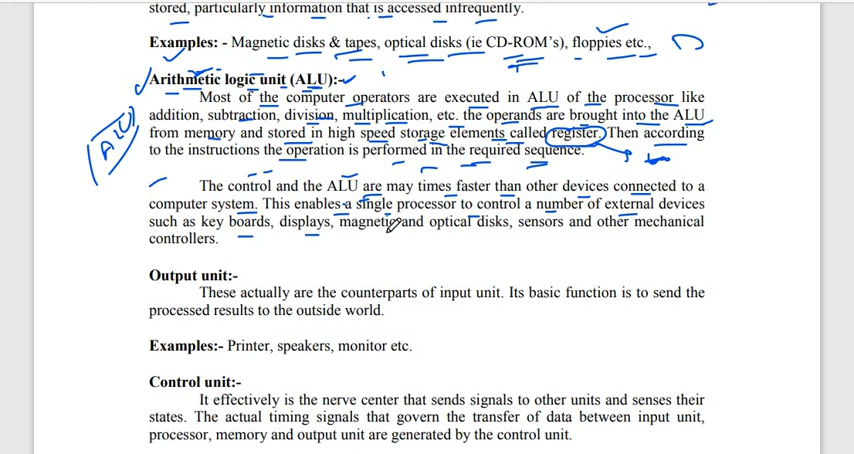 stored, particularly information that is accessed infrequently.
Examples: - Magnetic disks & tapes, optical disks (ie CD-ROM's), floppies etc.,
Arithmetic logic unit (ALU):-
Most of the computer operators are executed in ALU of the processor like
addition, subtraction, division, multiplication, etc. the operands are brought into the ALU
from memory and stored in high speed storage elements called register. Then according
to the instructions the operation is performed in the required sequence.
ALU
The control and the ALU are may times faster than other devices connected to a
computer system. This enables a single processor to control a number of external devices
such as key boards, displays, magnetic and optical disks, sensors and other mechanical
controllers.
Output unit:-
These actually are the counterparts of input unit. Its basic function is to send the
processed results to the outside world.
Examples:- Printer, speakers, monitor etc.
Control unit:-
It effectively is the nerve center that sends signals to other units and senses their
states. The actual timing signals that govern the transfer of data between input unit,
processor, memory and output unit are generated by the control unit.